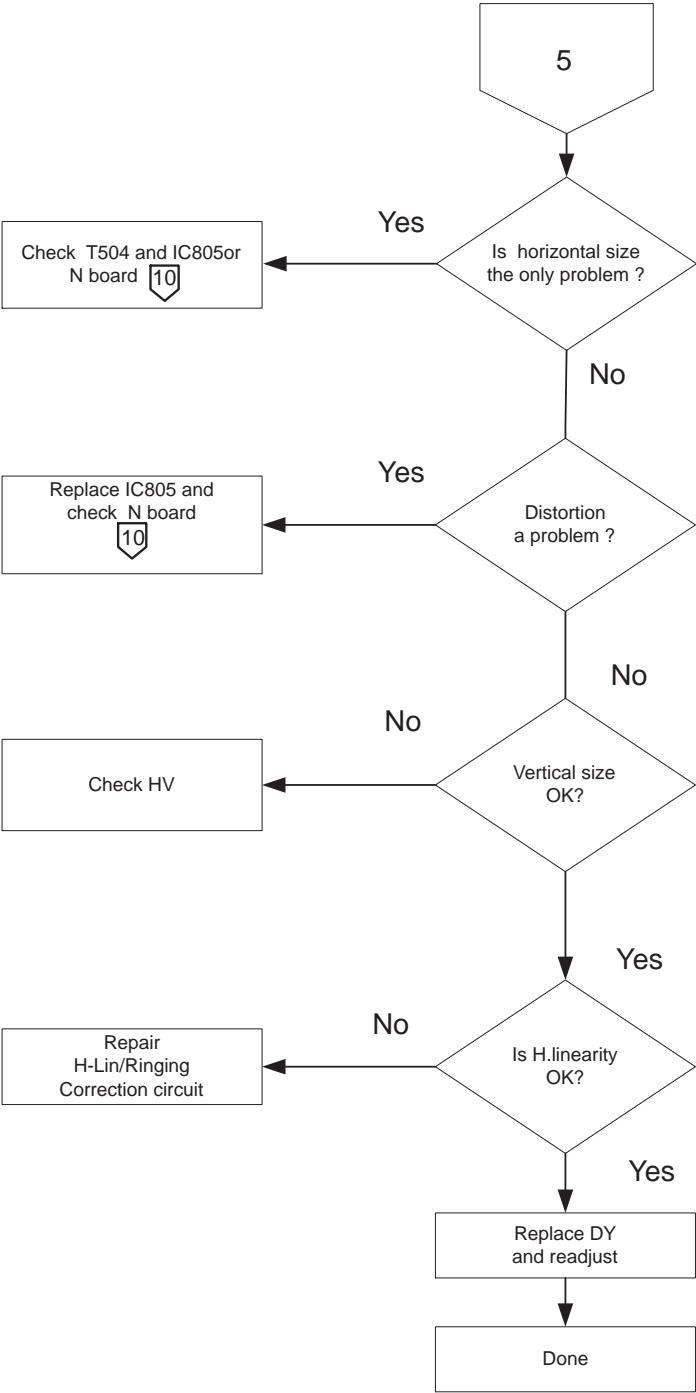 5
Yes
Is horizontal size
the only problem ?
Check T504 and IC805or
N board 10
No
Yes
Distortion
a problem ?
Replace IC805 and
check N board
10
No
No
Vertical size
OK?
Check HV
Yes
No
Is H.linearity
OK?
Repair
H-Lin/Ringing
Correction circuit
Yes
Replace DY
and readjust
Done